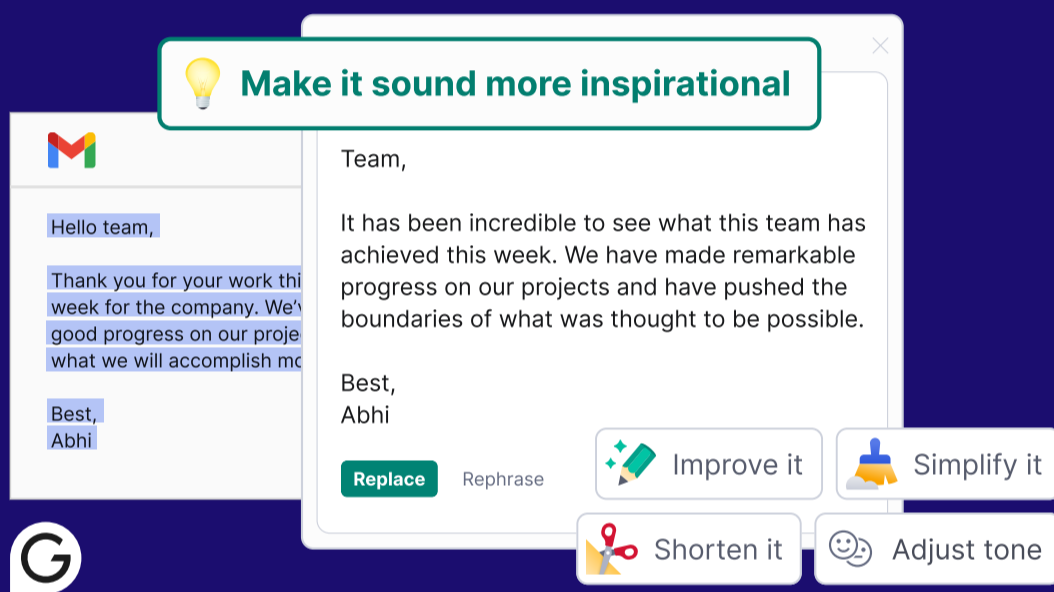 Make it sound more inspirational
Hello team,
Thank you for your work thi
week for the company. We'v
good progress on our proje
what we will accomplish mo
Best,
Abhi
Team,
It has been incredible to see what this team has
achieved this week. We have made remarkable
progress on our projects and have pushed the
boundaries of what was thought to be possible.
Best,
Abhi
Replace
Rephrase
Improve it
Simplify it
Shorten it
Adjust tone
G